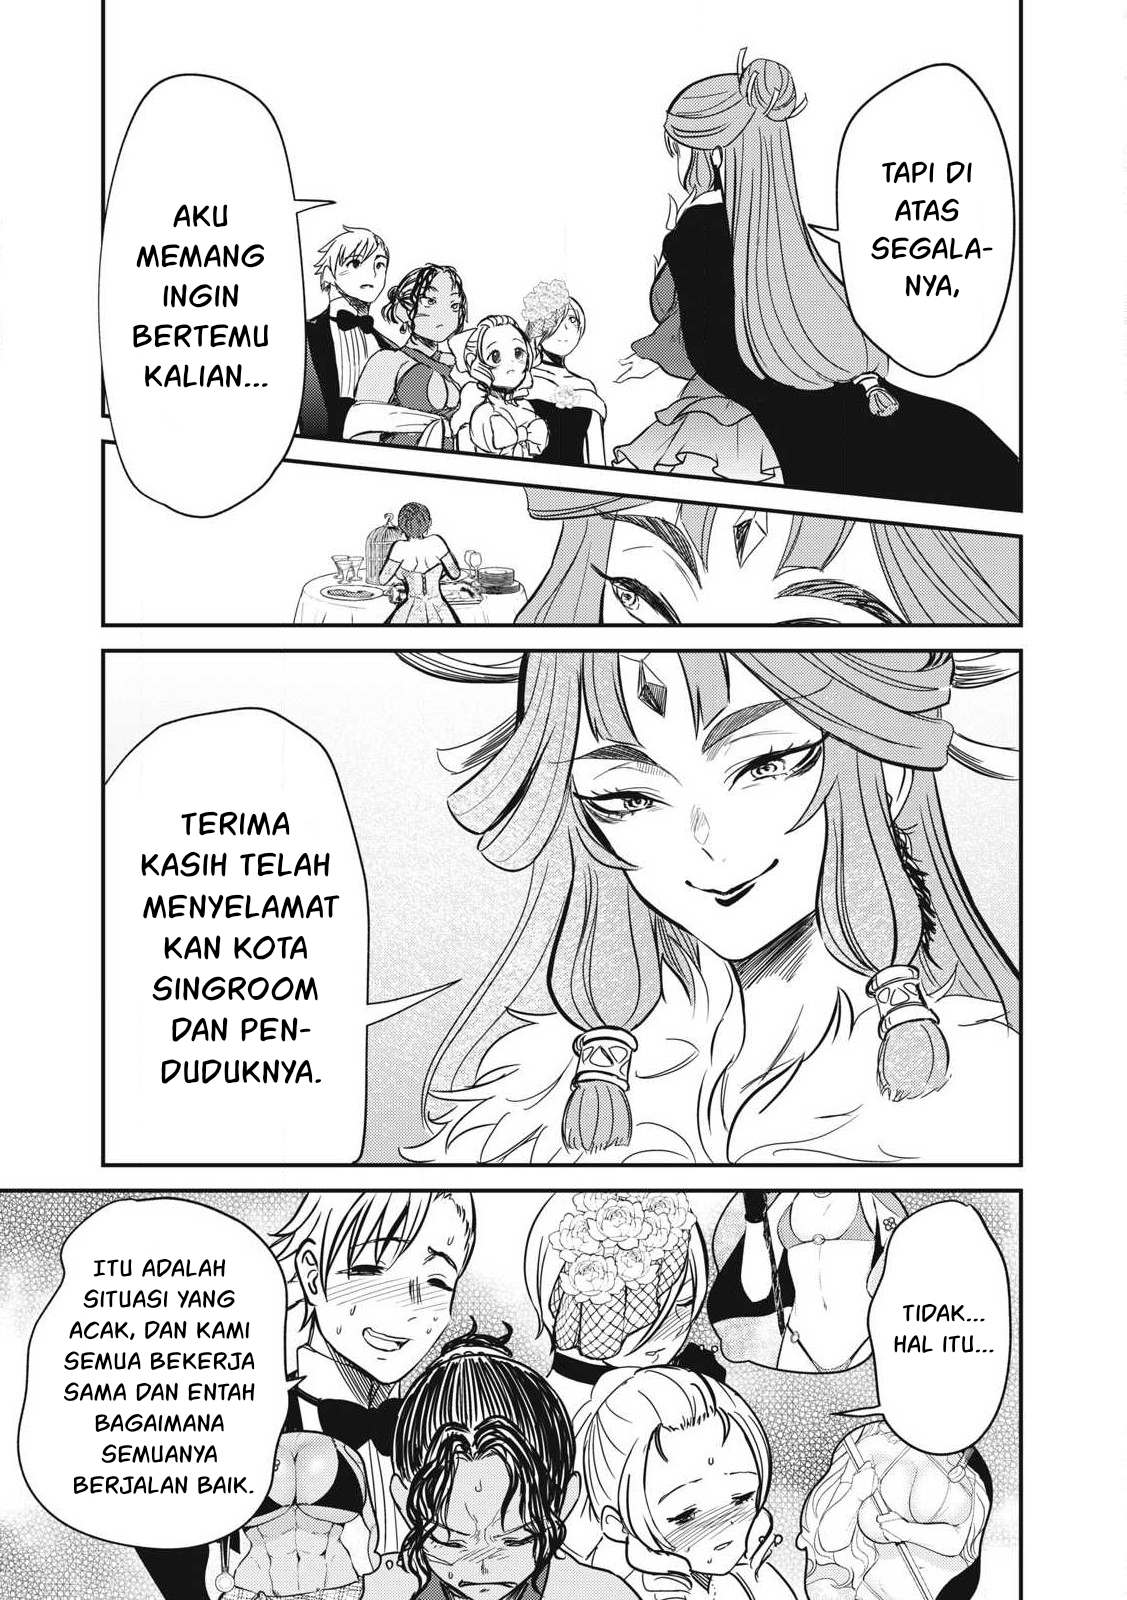 TAPI DI
ATAS
SEGALA-
NYA,
AKU
MEMANG
INGIN
BERTEMU
KALIAN...
TERIMA
KASIH TELAH
MENYELAMAT
KAN KOTA
SINGROOM
DAN PEN-
DUDUKNYA.
TIDAK...
HAL ITU...
ITU ADALAH
SITUASI YANG
ACAK, DAN KAMI
SEMUA BEKERJA
SAMA DAN ENTAH
BAGAIMANA
SEMUANYA
BERJALAN BAIK.